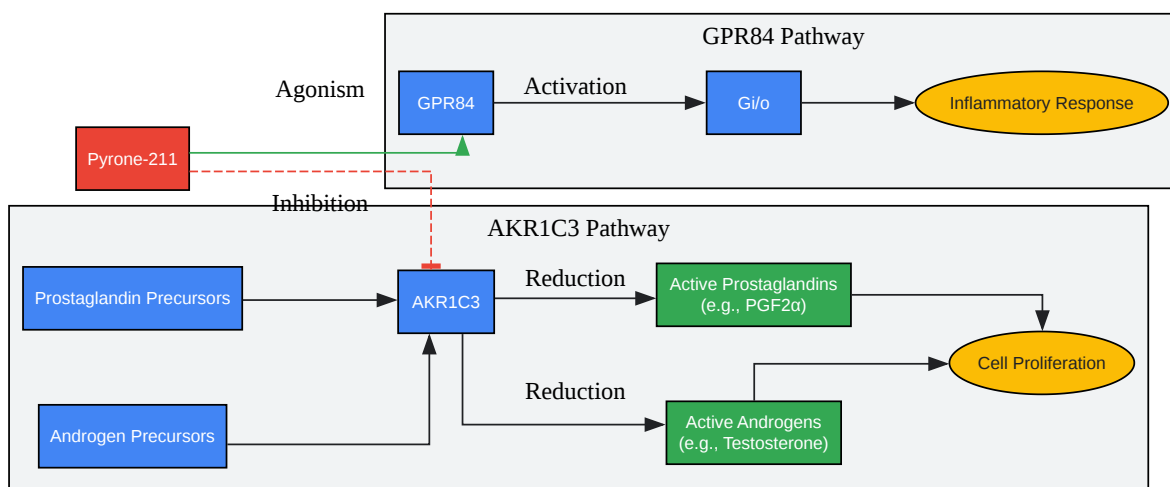 GPR84 Pathway
Agonism
GPR84
Activation
Gi/o
Inflammatory Response
Pyrone-211
Inhibition
AKR1C3 Pathway
Prostaglandin Precursors
AKR1C3
Reduction
Active Prostaglandins
(e.g., PGF2α)
Cell Proliferation
Androgen Precursors
Reduction
Active Androgens
(e.g., Testosterone)